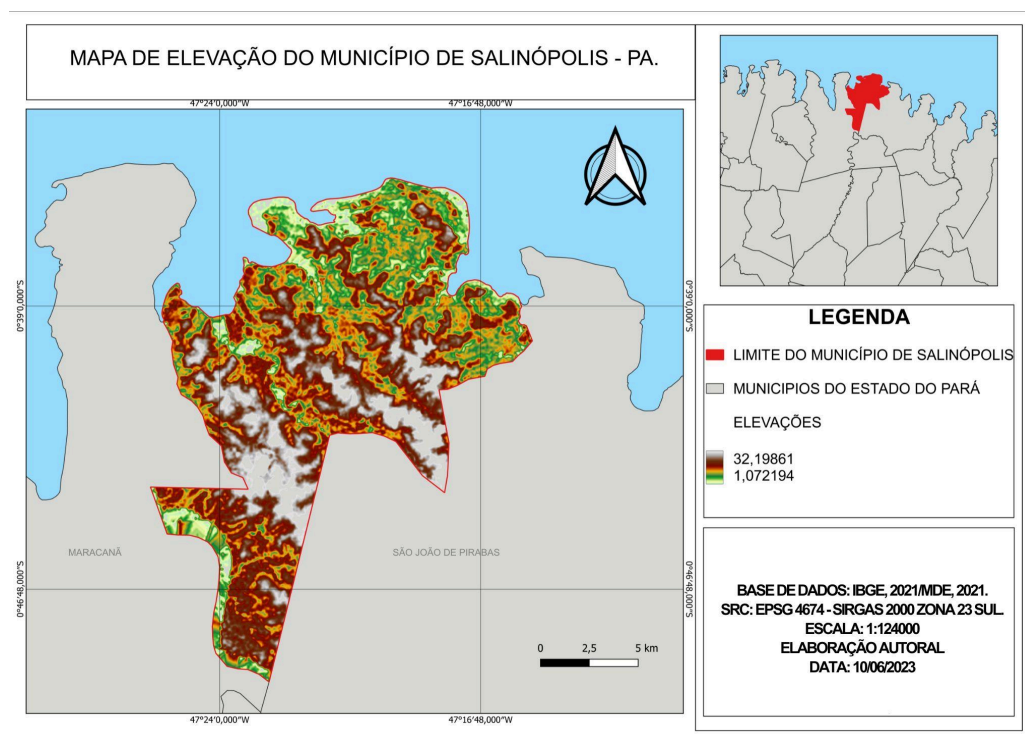 MAPA DE ELEVAÇÃO DO MUNICÍPIO DE SALINÓPOLIS - PA.
47°24'0,000"W
47°16'48,000"W
0°39'0,000"S
0°39'0,000"S
MARACANÃ
SÃO JOÃO DE PIRABAS
0°46'48,000"S
0°46'48,000"S
0
2,5
5 km
47°24'0,000"W
47°16'48,000"W
LEGENDA
LIMITE DO MUNICÍPIO DE SALINÓPOLIS
MUNICIPIOS DO ESTADO DO PARÁ
ELEVAÇÕES
32,19861
1,072194
BASE DE DADOS: IBGE, 2021/MDE, 2021.
SRC: EPSG 4674 - SIRGAS 2000 ZONA 23 SUL.
ESCALA: 1:124000
ELABORAÇÃO AUTORAL
DATA: 10/06/2023